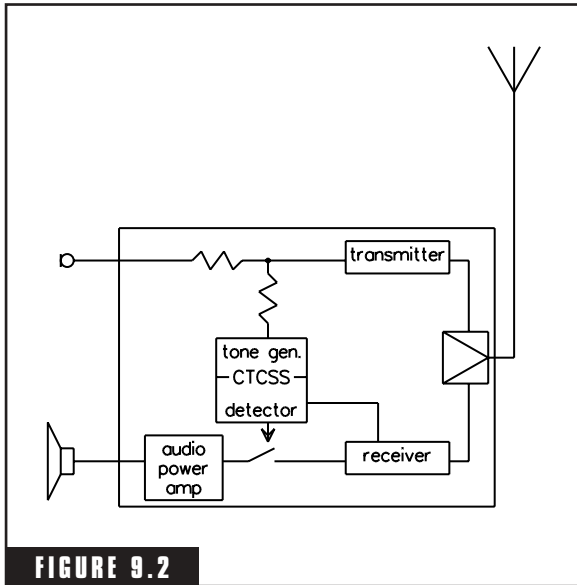 transmitter
tone gen.
CTCSS
detector
audio
power
amp
receiver
FIGURE 9.2